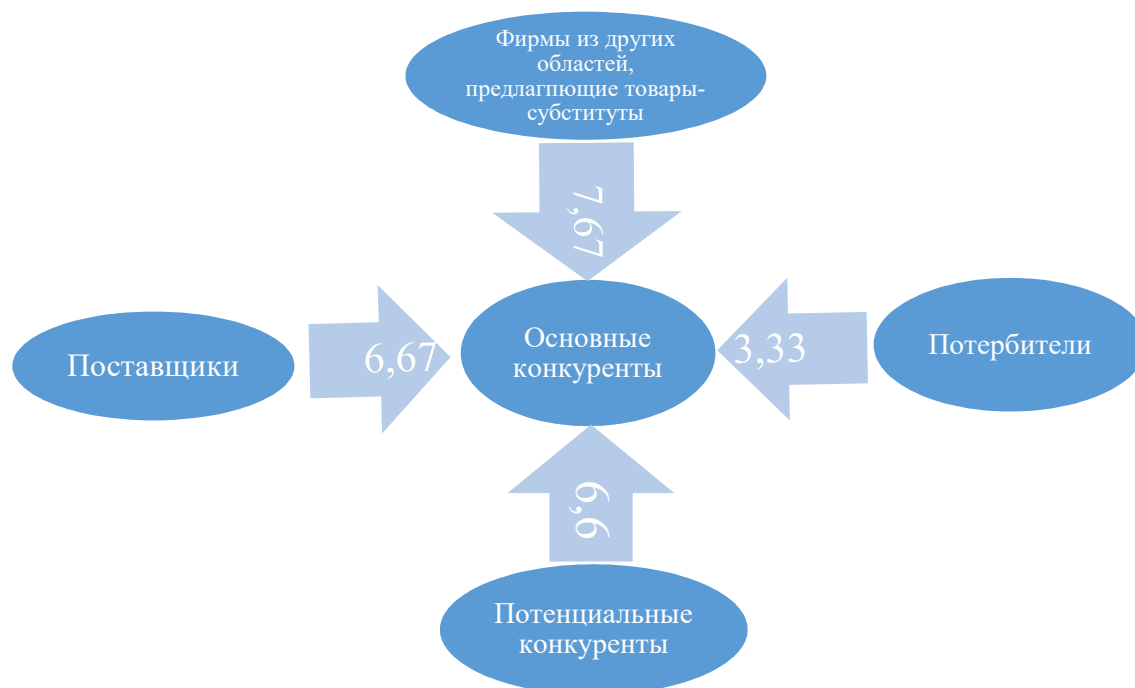 Фирмы из других
областей,
предлагпющие товары-
субституты
7,67
Поставщики
6,67
Основные
конкуренты
3,33
Потербители
6,6
Потенциальные
конкуренты